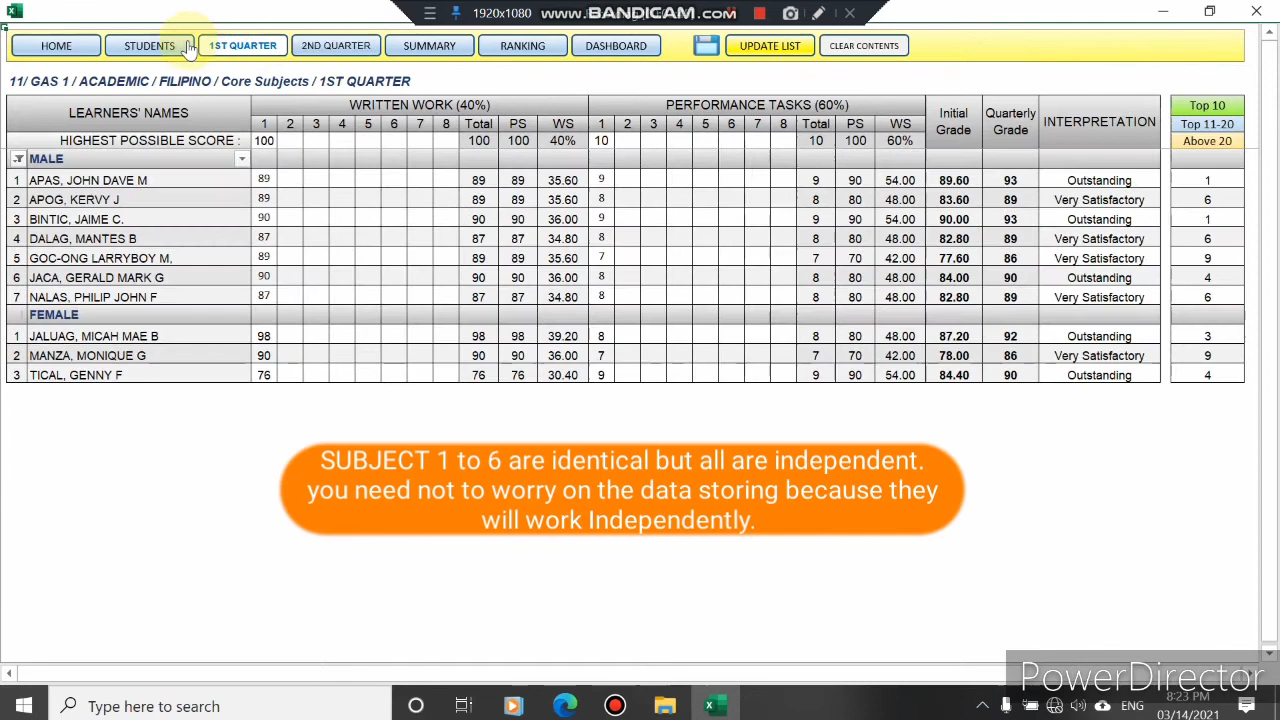 1920x1080 www.BANDICAM.com
HOME STUDENTS 1ST QUARTER 2ND QUARTER SUMMARY RANKING DASHBOARD UPDATE LIST CLEAR CONTENTS
11/ GAS 1 / ACADEMIC / FILIPINO / Core Subjects / 1ST QUARTER
LEARNERS' NAMES WRITTEN WORK (40%) PERFORMANCE TASKS (60%) Initial Grade Quarterly Grade INTERPRETATION Top 10
1 2 3 4 5 6 7 8 Total PS WS 1 2 3 4 5 6 7 8 Total PS WS Top 11-20
HIGHEST POSSIBLE SCORE : 100 100 100 40% 10 10 100 60% Above 20
MALE
1 APAS, JOHN DAVE M 89 89 89 35.60 9 9 90 54.00 89.60 93 Outstanding 1
2 APOG, KERVY J 89 89 89 35.60 8 8 80 48.00 83.60 89 Very Satisfactory 6
3 BINTIC, JAIME C. 90 90 90 36.00 9 9 90 54.00 90.00 93 Outstanding 1
4 DALAG, MANTES B 87 87 87 34.80 8 8 80 48.00 82.80 89 Very Satisfactory 6
5 GOC-ONG LARRYBOY M, 89 89 89 35.60 7 7 70 42.00 77.60 86 Very Satisfactory 9
6 JACA, GERALD MARK G 90 90 90 36.00 8 8 80 48.00 84.00 90 Outstanding 4
7 NALAS, PHILIP JOHN F 87 87 87 34.80 8 8 80 48.00 82.80 89 Very Satisfactory 6
FEMALE
1 JALUAG, MICAH MAE B 98 98 98 39.20 8 8 80 48.00 87.20 92 Outstanding 3
2 MANZA, MONIQUE G 90 90 90 36.00 7 7 70 42.00 78.00 86 Very Satisfactory 9
3 TICAL, GENNY F 76 76 76 30.40 9 9 90 54.00 84.40 90 Outstanding 4
SUBJECT 1 to 6 are identical but all are independent.
you need not to worry on the data storing because they
will work Independently.
PowerDirector
Type here to search ENG 8:23 PM
03/14/2021